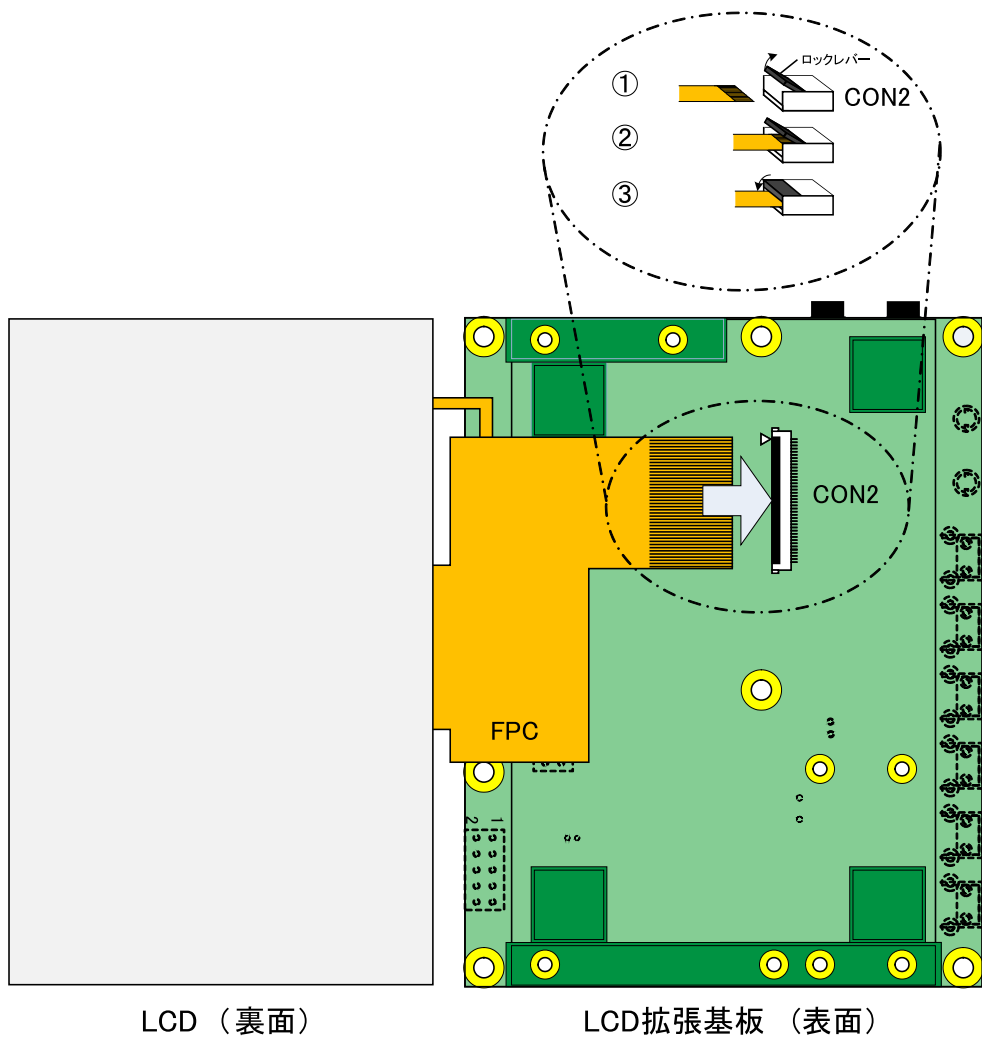 ロックレバー
① CON2
②
③
CON2
FPC
2 1
LCD （裏面）
LCD拡張基板 （表面）